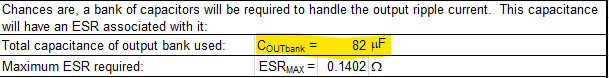 Chances are, a bank of capacitors will be required to handle the output ripple current.  This capacitance
will have an ESR associated with it:
Total capacitance of output bank used: COUTbank = 82 µF
Maximum ESR required: ESRMAX = 0.1402 Ω